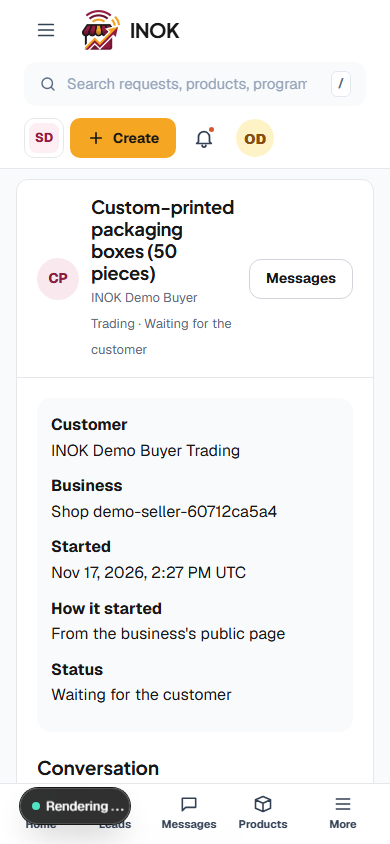 INOK
Search requests, products, program
/
SD
Create
OD
CP
Custom-printed
packaging
boxes (50
pieces)
INOK Demo Buyer
Trading · Waiting for the
customer
Messages
Customer
INOK Demo Buyer Trading
Business
Shop demo-seller-60712ca5a4
Started
Nov 17, 2026, 2:27 PM UTC
How it started
From the business's public page
Status
Waiting for the customer
Conversation
Rendering ...
Home
Leads
Messages
Products
More